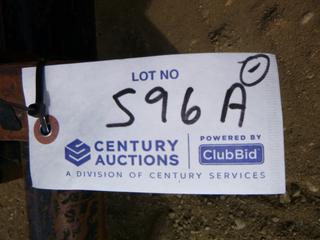 LOT NO
596A
CENTURY AUCTIONS
POWERED BY
ClubBid
A DIVISION OF CENTURY SERVICES